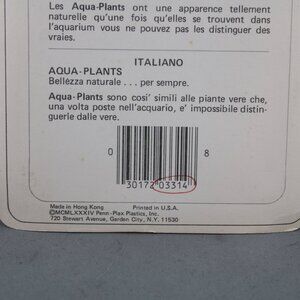 Les Aqua-Plants ont une apparence tellement
naturelle qu'une fois qu'elles se trouvent dans
l'aquarium vous ne pouvez pas les distinguer des
vraies.
ITALIANO
AQUA-PLANTS
Bellezza naturale . . . per sempre.
Aqua-Plants sono cosi' simili alle piante vere che,
una volta poste nell'acquario, e' impossibile distin-
guerle dalle vere.
0 8
30172 03314
Made in Hong Kong. Printed in U.S.A.
©MCMLXXXIV Penn-Plax Plastics, Inc.
720 Stewart Avenue, Garden City, N.Y. 11530